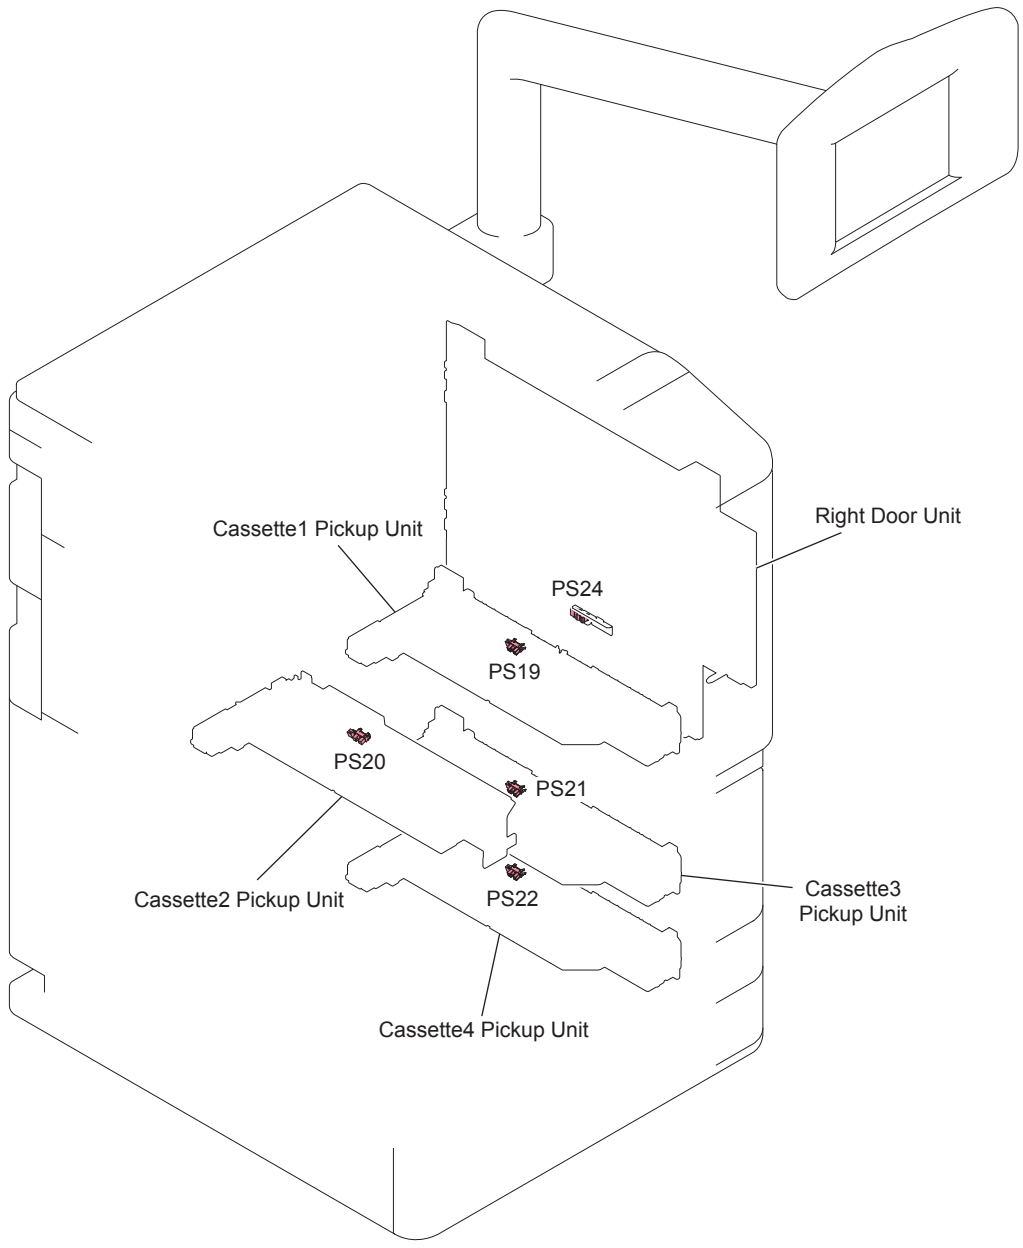 Right Door Unit
Cassette1 Pickup Unit
PS24
PS19
PS20
PS21
Cassette2 Pickup Unit
PS22
Cassette3
Pickup Unit
Cassette4 Pickup Unit